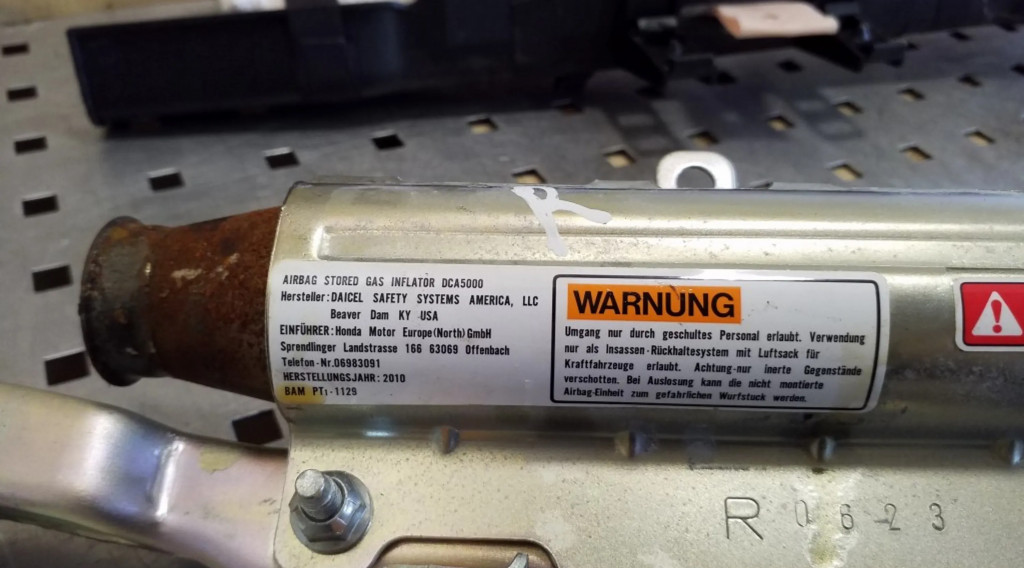 AIRBAG STORED GAS INFLATOR DCA5000
Hersteller: DAICEL SAFETY SYSTEMS AMERICA, LLC
Beaver Dam KY USA
EINFÜHRER: Honda Motor Europe(North)GmbH
Sprendlinger Landstrasse 166 63069 Offenbach
Telefon-Nr.06983091
HERSTELLUNGSJAHR: 2010
BAM PT1-1129
WARNUNG
Umgang nur durch geschultes Personal erlaubt. Verwendung
nur als Insassen-Rückhaltesystem mit Luftsack für
Kraftfahrzeuge erlaubt. Achtung-nur inerte Gegenstände
verschotten. Bei Auslosung kann die nicht montierte
Airbag-Einheit zum gefahrlichen Wurfstuck werden.
R 0623